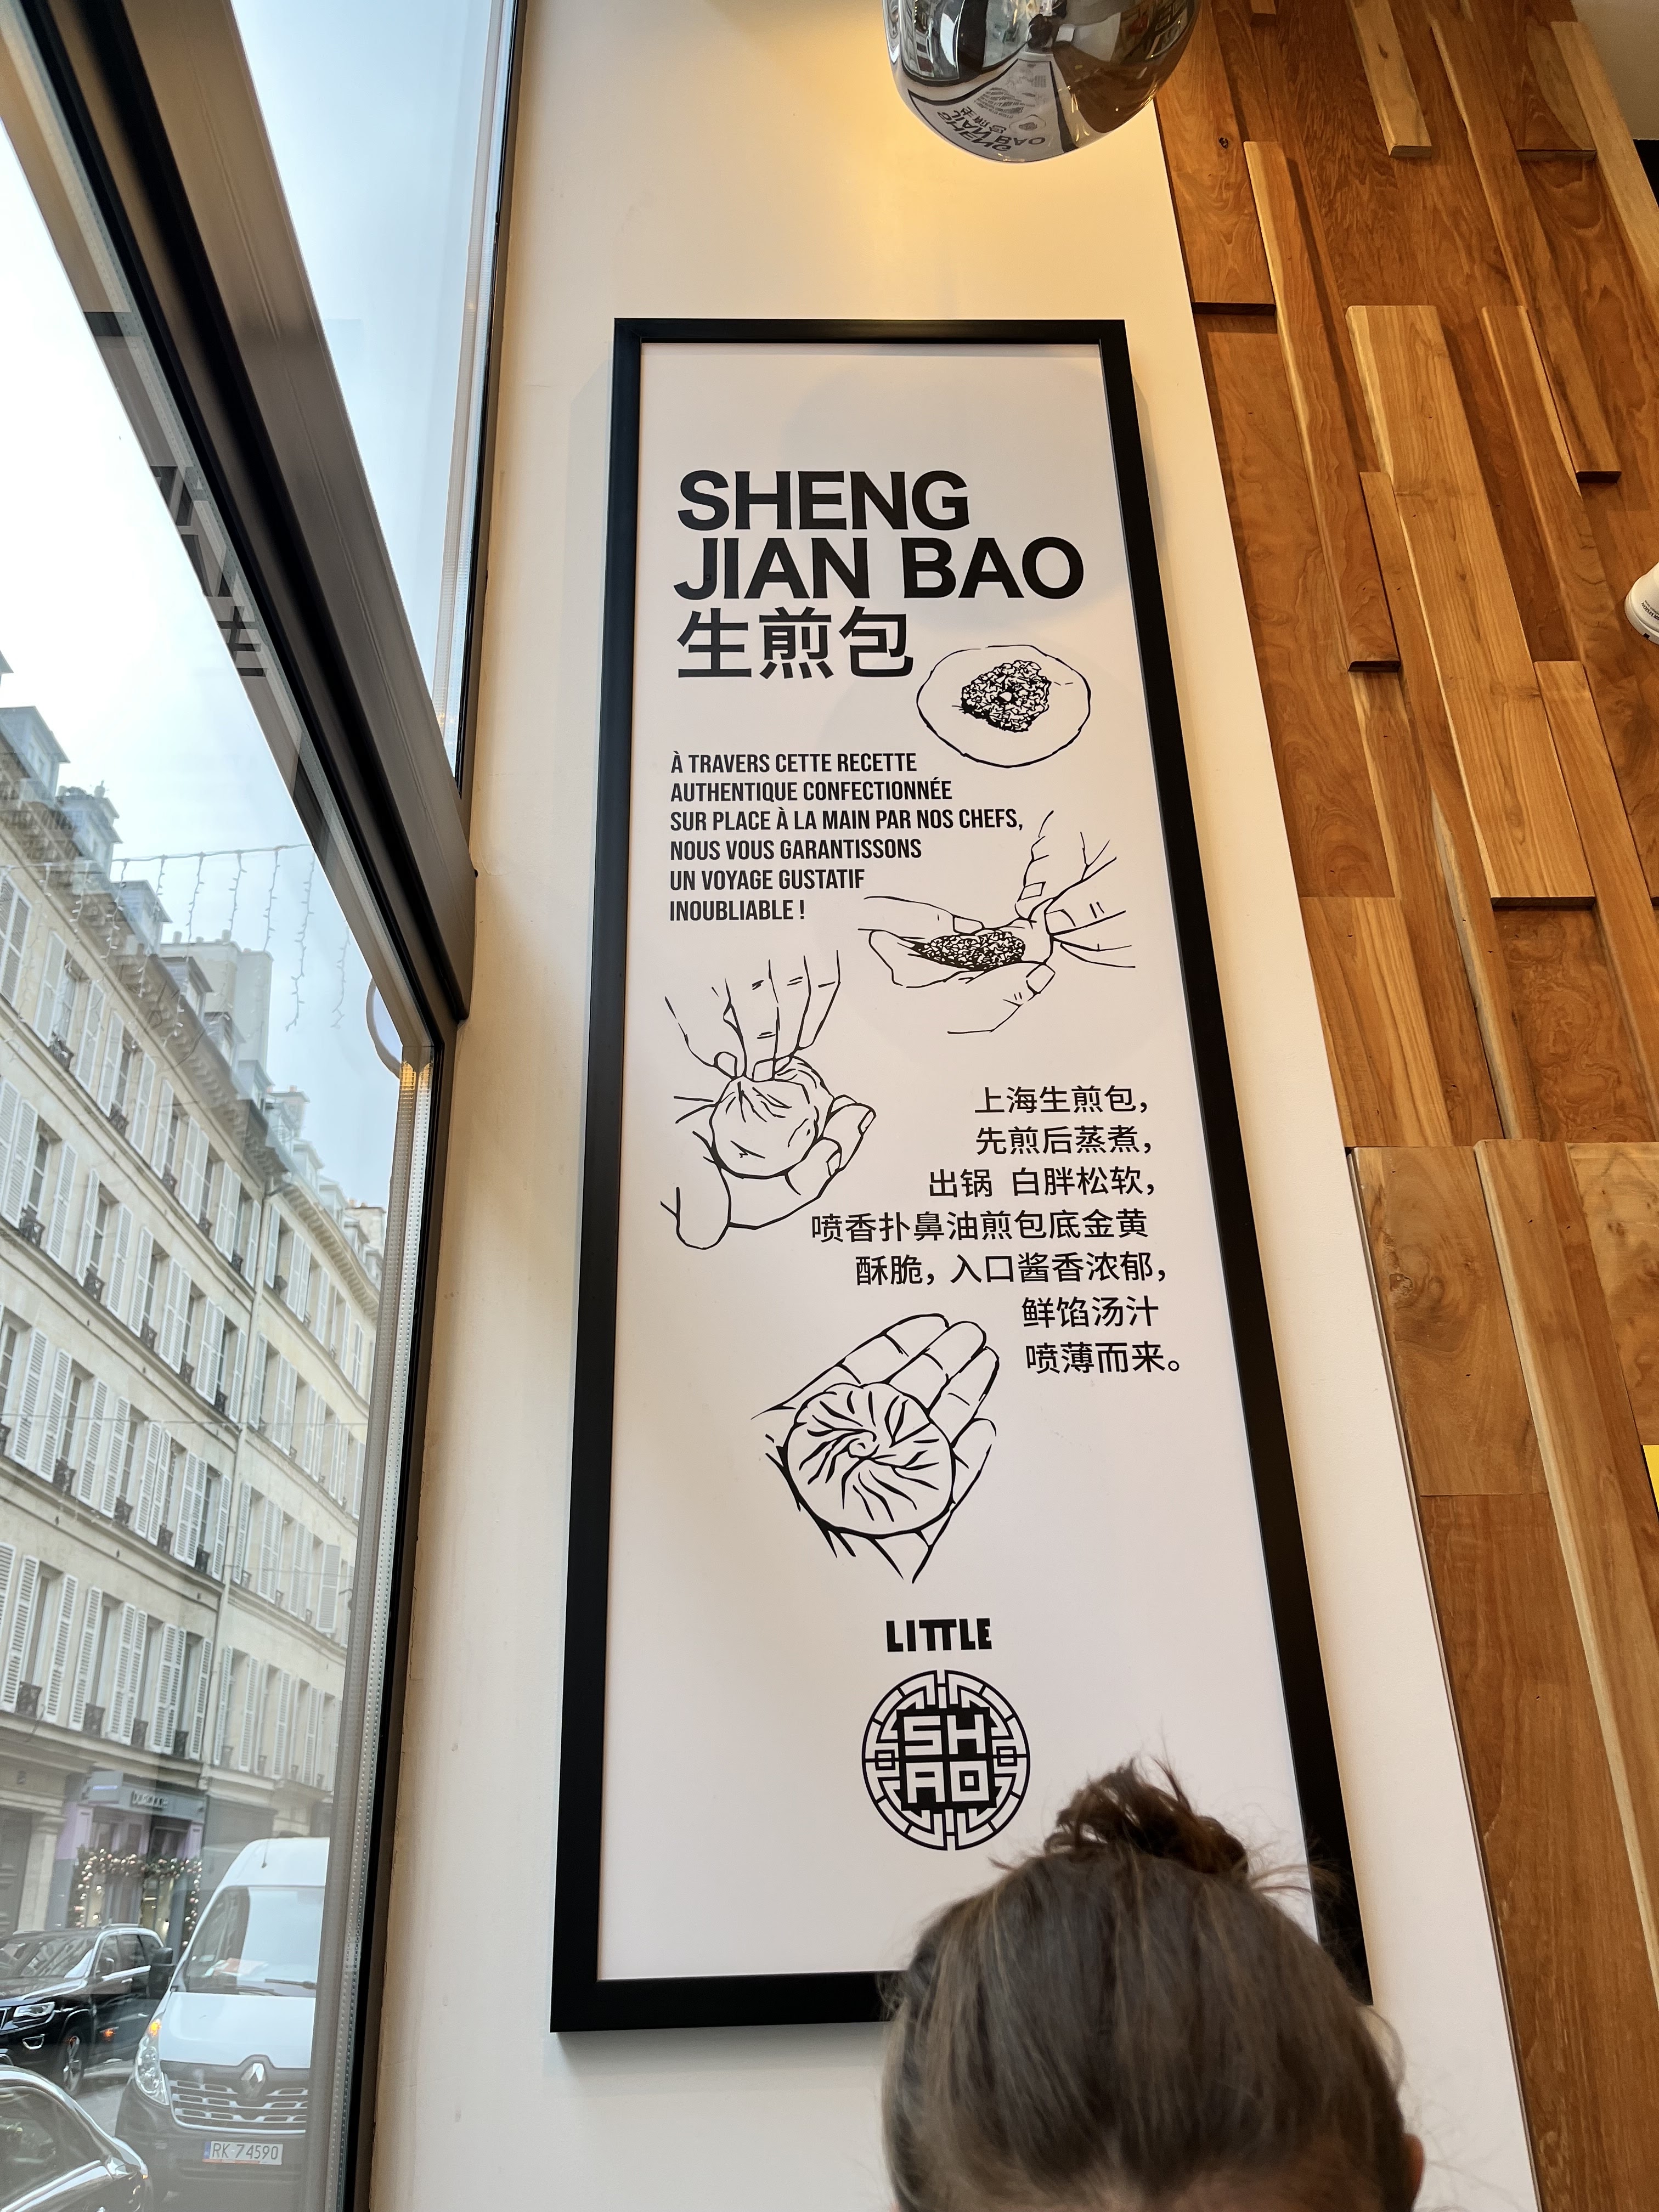 SHENG
JIAN BAO
生煎包
À TRAVERS CETTE RECETTE
AUTHENTIQUE CONFECTIONNÉE
SUR PLACE À LA MAIN PAR NOS CHEFS,
NOUS VOUS GARANTISSONS
UN VOYAGE GUSTATIF
INOUBLIABLE !
上海生煎包，
先煎后蒸煮，
出锅 白胖松软，
喷香扑鼻油煎包底金黄
酥脆，入口酱香浓郁，
鲜馅汤汁
喷薄而来。
LITTLE
SH
AO
RK 74590